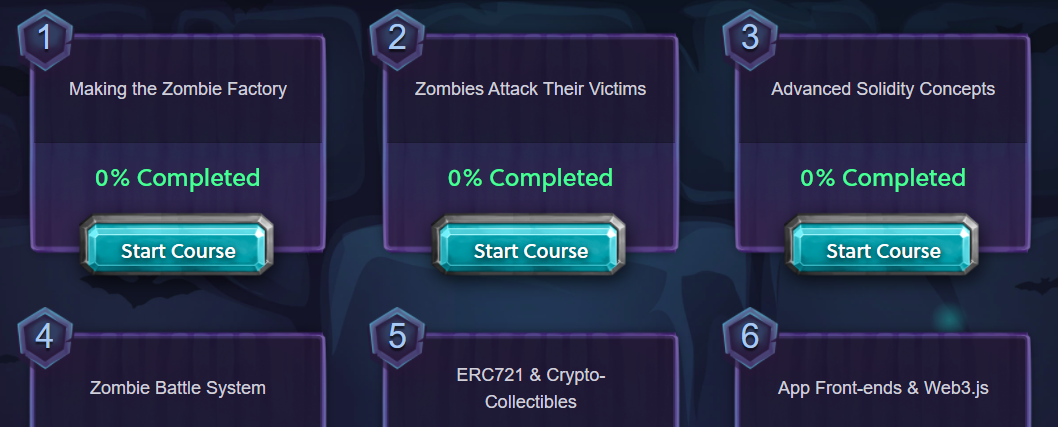 1
2
3
Making the Zombie Factory
Zombies Attack Their Victims
Advanced Solidity Concepts
0% Completed
0% Completed
0% Completed
Start Course
Start Course
Start Course
4
5
6
Zombie Battle System
ERC721 & Crypto-
Collectibles
App Front-ends & Web3.js